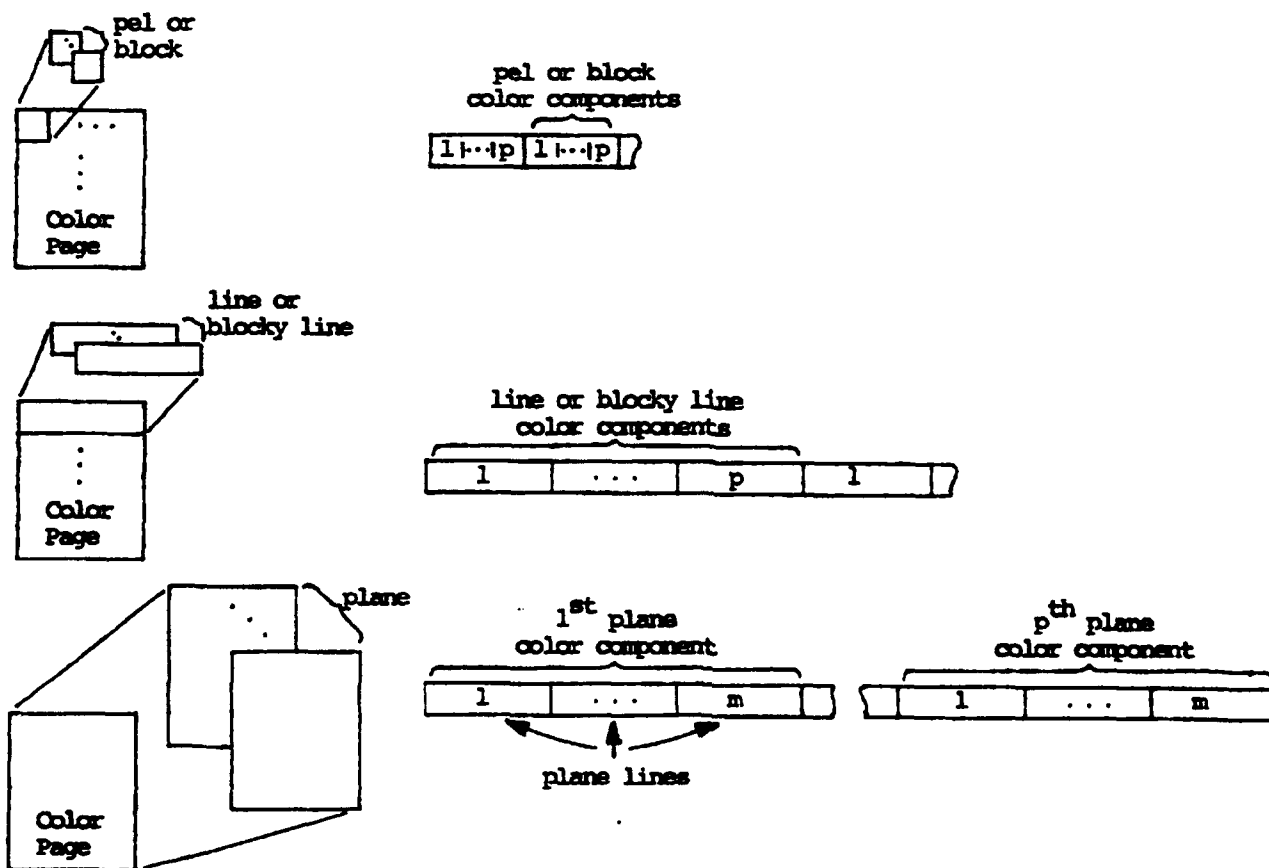 pel or
block
Color
Page
pel or block
color components
1 ... p 1 ... p
line or
blocky line
Color
Page
line or blocky line
color components
1 ... p 1
plane
Color
Page
1st plane
color component
1 ... m
plane lines
pth plane
color component
1 ... m